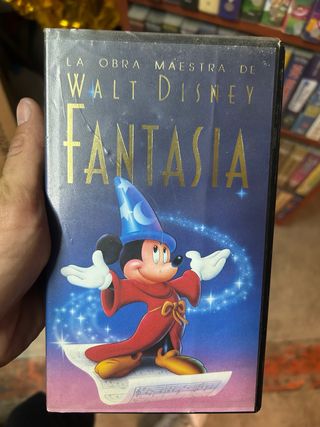 LA OBRA MAESTRA DE
WALT DISNEY
FANTASIA